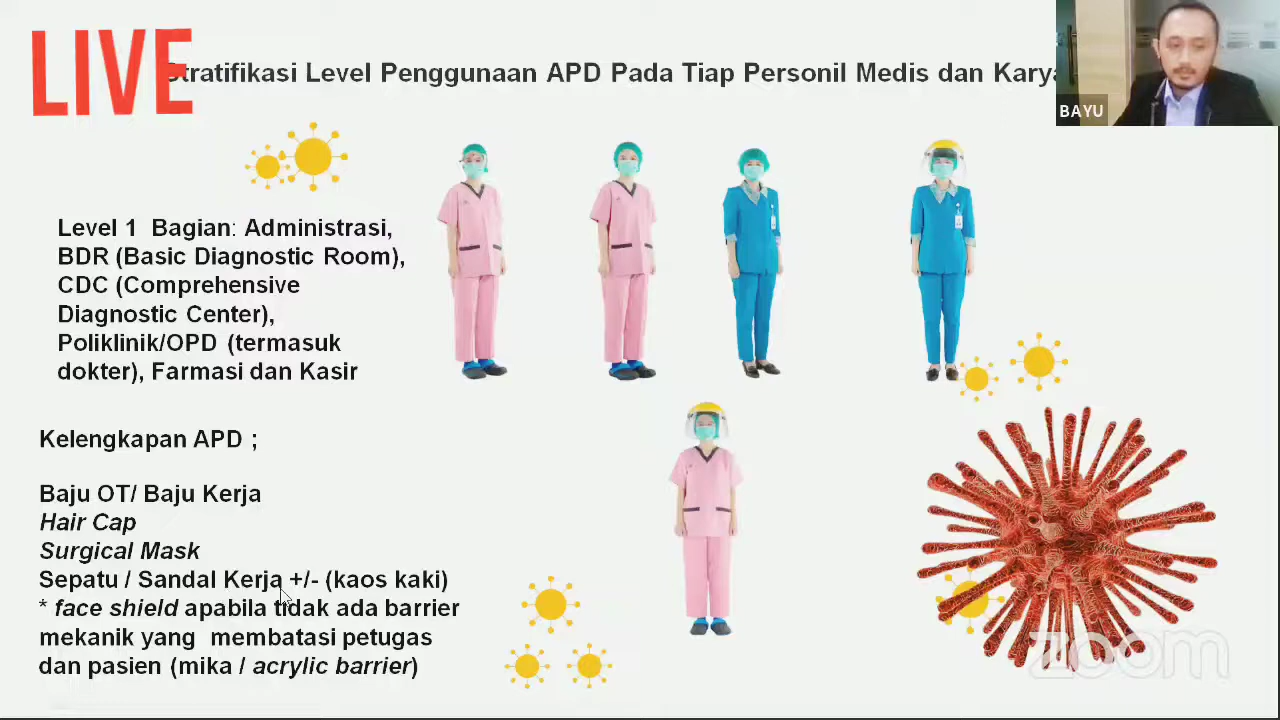 LIVE
Stratifikasi Level Penggunaan APD Pada Tiap Personil Medis dan Karya
BAYU
Level 1 Bagian: Administrasi,
BDR (Basic Diagnostic Room),
CDC (Comprehensive
Diagnostic Center),
Poliklinik/OPD (termasuk
dokter), Farmasi dan Kasir
Kelengkapan APD ;
Baju OT/ Baju Kerja
Hair Cap
Surgical Mask
Sepatu / Sandal Kerja +/- (kaos kaki)
* face shield apabila tidak ada barrier
mekanik yang membatasi petugas
dan pasien (mika / acrylic barrier)
zoom